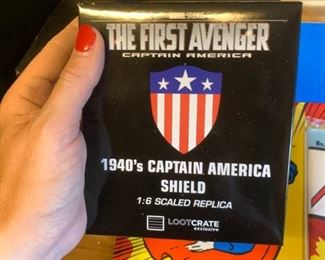 THE FIRST AVENGER
CAPTAIN AMERICA
1940's CAPTAIN AMERICA
SHIELD
1:6 SCALED REPLICA
LOOTCRATE
exclusive